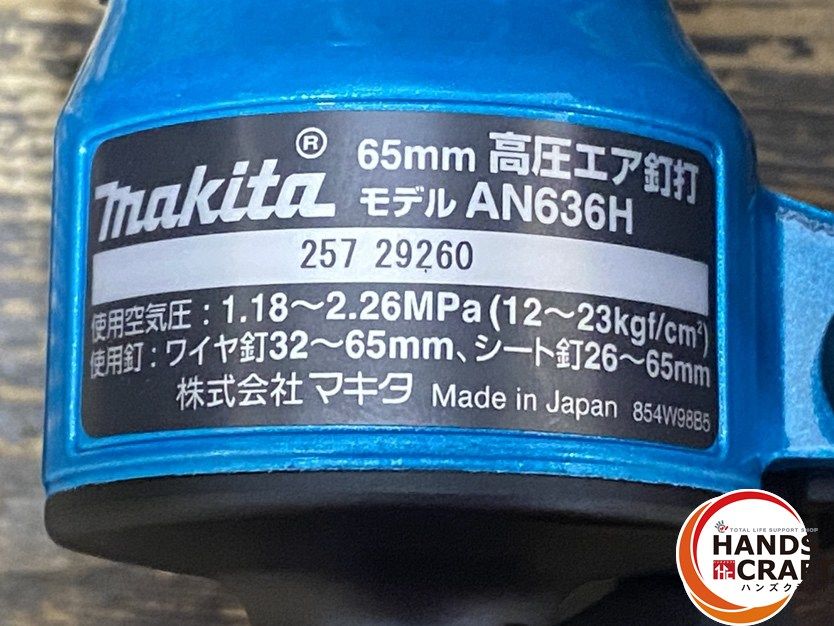 makita®
65mm 高圧エア釘打
モデル AN636H
257 29260
使用空気圧:1.18〜2.26MPa(12〜23kgf/cm²)
使用釘:ワイヤ釘32〜65mm、シート釘26〜65mm
株式会社 マキタ Made in Japan 854W98B5
TOTAL LIFE SUPPORT SHOP
HANDS
CRAFT
ハンズク